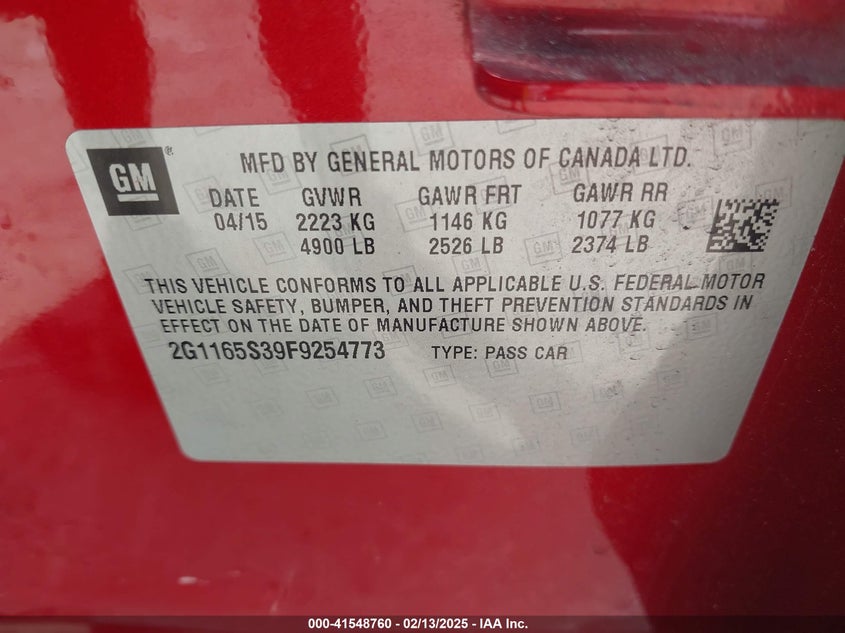 GM®
MFD BY GENERAL MOTORS OF CANADA LTD.
DATE GVWR GAWR FRT GAWR RR
04/15 2223 KG 1146 KG 1077 KG
4900 LB 2526 LB 2374 LB
THIS VEHICLE CONFORMS TO ALL APPLICABLE U.S. FEDERAL MOTOR
VEHICLE SAFETY, BUMPER, AND THEFT PREVENTION STANDARDS IN
EFFECT ON THE DATE OF MANUFACTURE SHOWN ABOVE.
2G1165S39F9254773 TYPE: PASS CAR
000-41548760 — 02/13/2025 — IAA Inc.